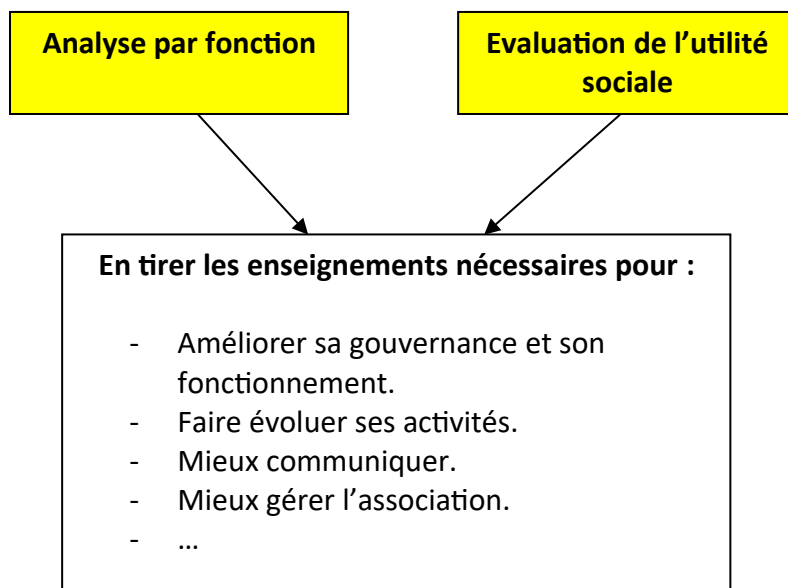 Analyse par fonction
Evaluation de l’utilité
sociale
En tirer les enseignements nécessaires pour :
- Améliorer sa gouvernance et son
fonctionnement.
- Faire évoluer ses activités.
- Mieux communiquer.
- Mieux gérer l’association.
- …